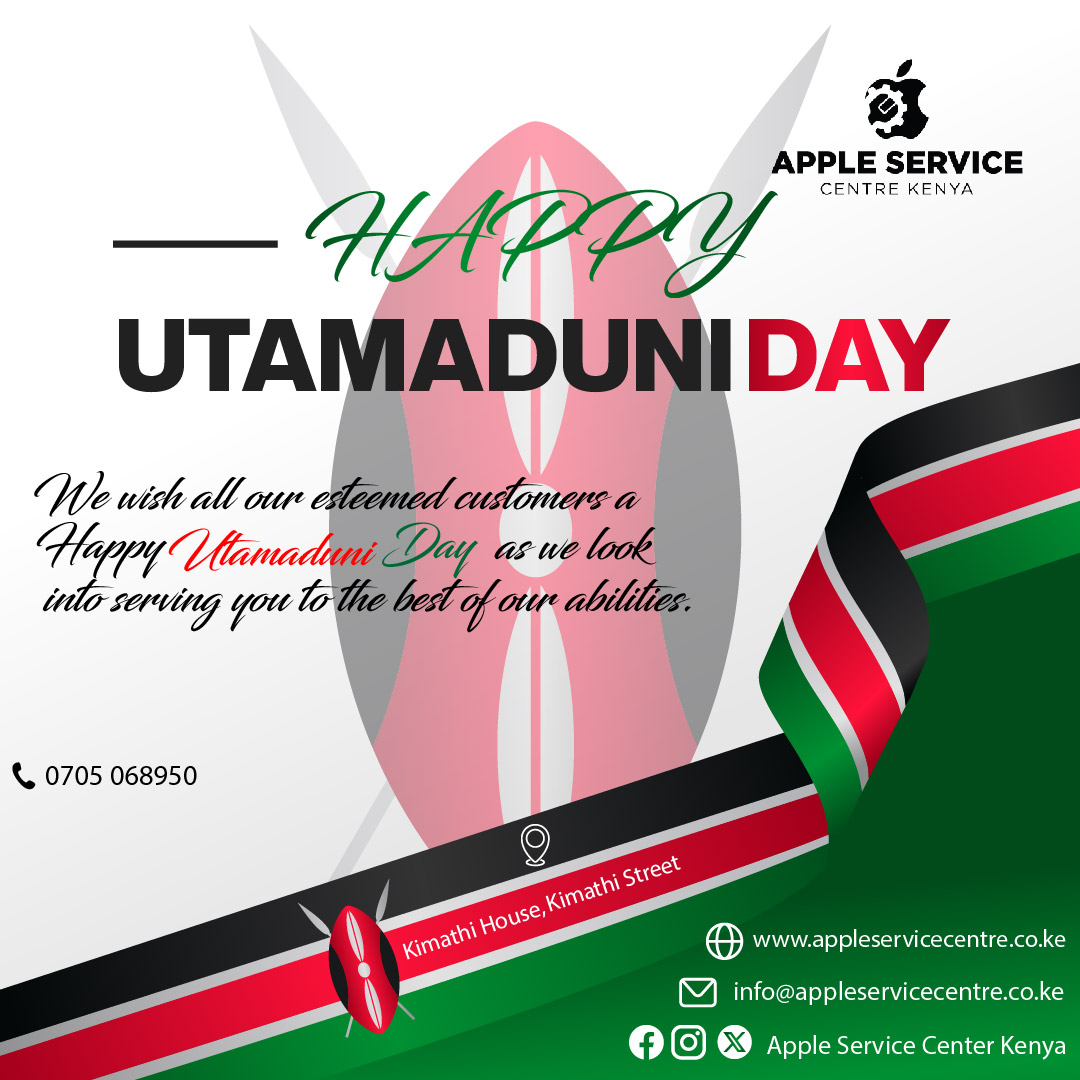 APPLE SERVICE
CENTRE KENYA
HAPPY
UTAMADUNI DAY
We wish all our esteemed customers a
Happy Utamaduni Day as we look
into serving you to the best of our abilities.
0705 068950
Kimathi House, Kimathi Street
www.appleservicecentre.co.ke
info@appleservicecentre.co.ke
Apple Service Center Kenya